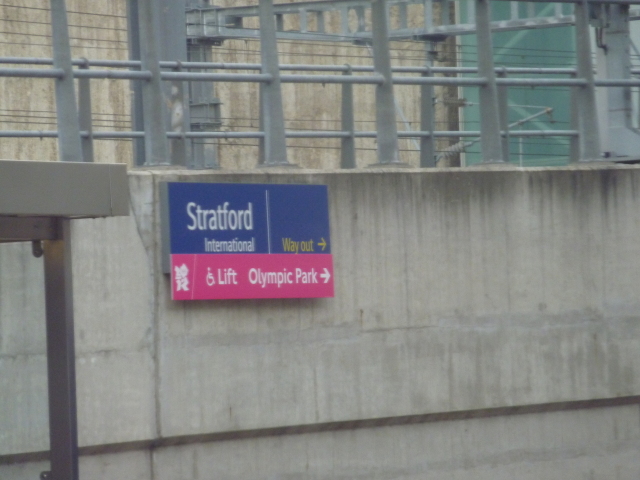 Stratford
International
Way out →
Lift Olympic Park →